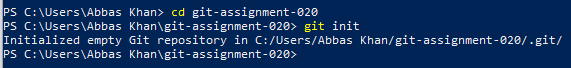 PS C:\Users\Abbas Khan> cd git-assignment-020
PS C:\Users\Abbas Khan\git-assignment-020> git init
Initialized empty Git repository in C:/Users/Abbas Khan/git-assignment-020/.git/
PS C:\Users\Abbas Khan\git-assignment-020>